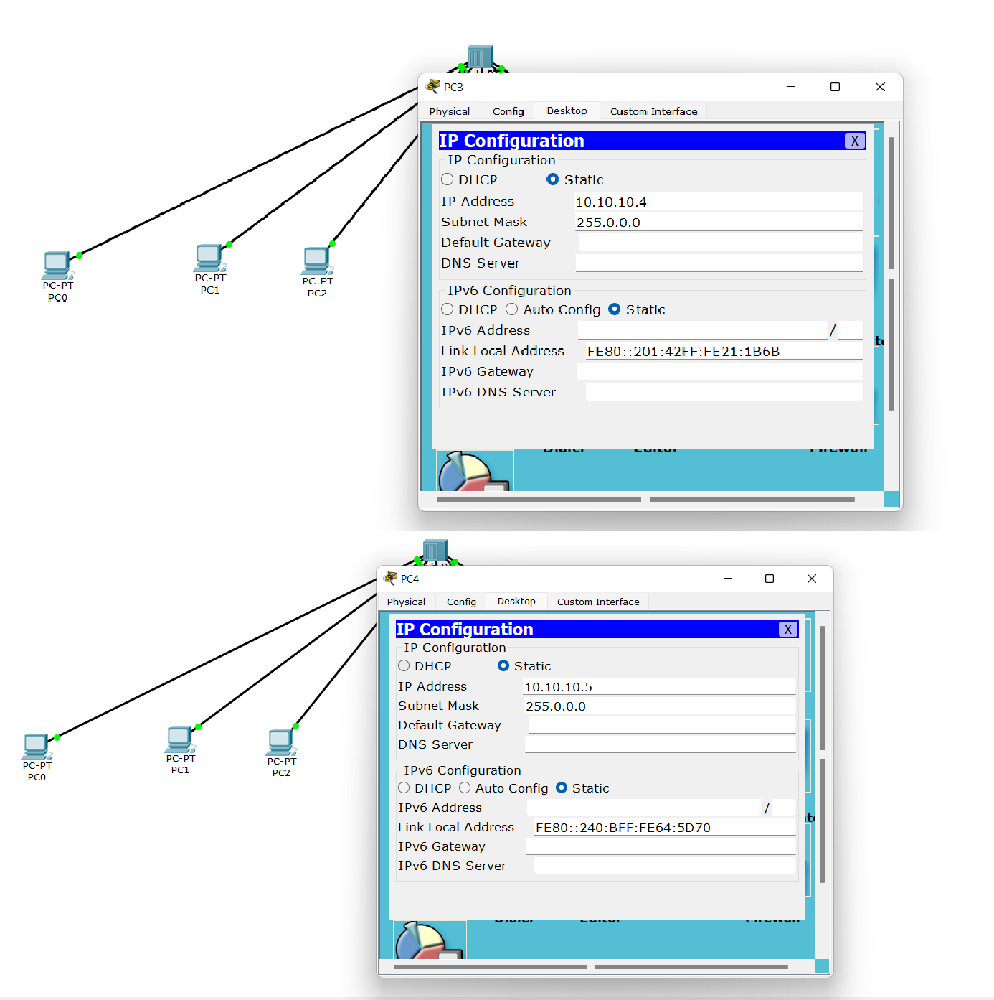 PC3
Physical Config Desktop Custom Interface
IP Configuration X
IP Configuration
DHCP Static
IP Address 10.10.10.4
Subnet Mask 255.0.0.0
Default Gateway
DNS Server
IPv6 Configuration
DHCP Auto Config Static
IPv6 Address /
Link Local Address FE80::201:42FF:FE21:1B6B
IPv6 Gateway
IPv6 DNS Server
Dialer Editor Firewall
PC-PT
PC0
PC-PT
PC1
PC-PT
PC2
PC4
Physical Config Desktop Custom Interface
IP Configuration X
IP Configuration
DHCP Static
IP Address 10.10.10.5
Subnet Mask 255.0.0.0
Default Gateway
DNS Server
IPv6 Configuration
DHCP Auto Config Static
IPv6 Address /
Link Local Address FE80::240:BFF:FE64:5D70
IPv6 Gateway
IPv6 DNS Server
Dialer Editor Firewall
PC-PT
PC0
PC-PT
PC1
PC-PT
PC2